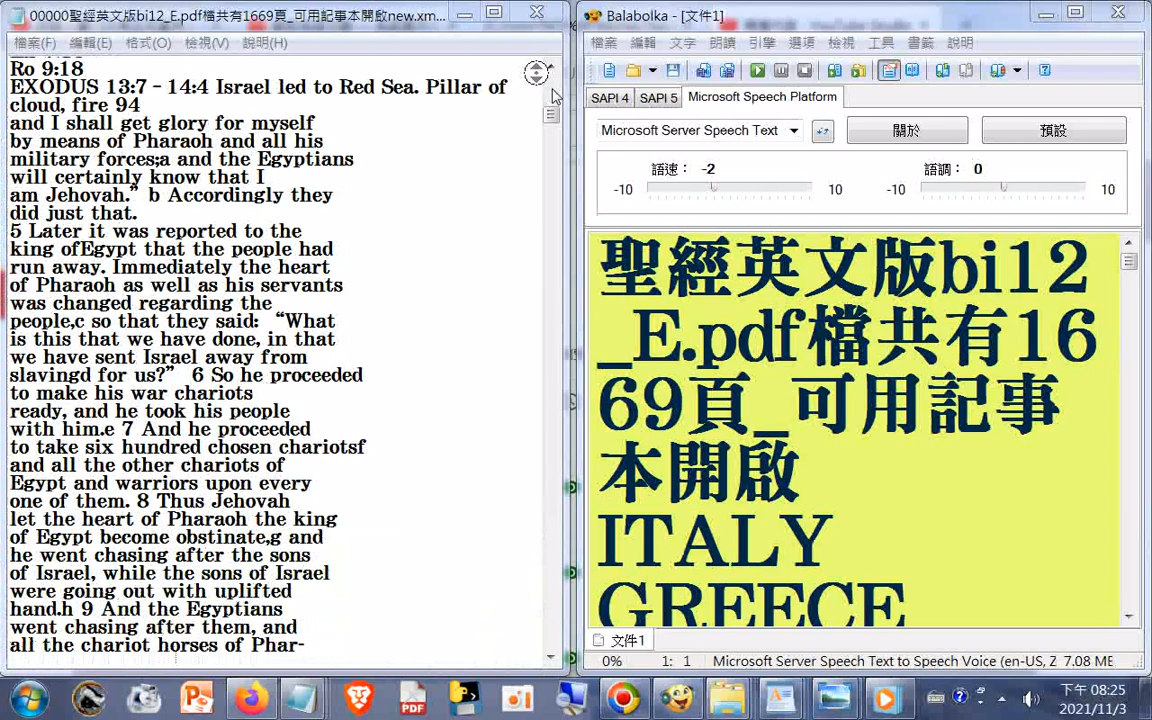 00000聖經英文版bi12_E.pdf檔共有1669頁_可用記事本開啟new.xm...
檔案(F) 編輯(E) 格式(O) 檢視(V) 說明(H)
Ro 9:18
EXODUS 13:7 – 14:4 Israel led to Red Sea. Pillar of
cloud, fire 94
and I shall get glory for myself
by means of Pharaoh and all his
military forces;a and the Egyptians
will certainly know that I
am Jehovah.” b Accordingly they
did just that.
5 Later it was reported to the
king ofEgypt that the people had
run away. Immediately the heart
of Pharaoh as well as his servants
was changed regarding the
people,c so that they said: “What
is this that we have done, in that
we have sent Israel away from
slavingd for us?” 6 So he proceeded
to make his war chariots
ready, and he took his people
with him.e 7 And he proceeded
to take six hundred chosen chariotsf
and all the other chariots of
Egypt and warriors upon every
one of them. 8 Thus Jehovah
let the heart of Pharaoh the king
of Egypt become obstinate,g and
he went chasing after the sons
of Israel, while the sons of Israel
were going out with uplifted
hand.h 9 And the Egyptians
went chasing after them, and
all the chariot horses of Phar-
Balabolka - [文件1]
檔案 編輯 文字 朗讀 引擎 選項 檢視 工具 書籤 說明
SAPI 4 SAPI 5 Microsoft Speech Platform
Microsoft Server Speech Text 關於 預設
語速： -2 語調： 0
-10 10 -10 10
聖經英文版bi12
_E.pdf檔共有16
69頁_可用記事
本開啟
ITALY
GREECE
文件1
0% 1: 1 Microsoft Server Speech Text to Speech Voice (en-US, Z 7.08 ME
下午 08:25
2021/11/3